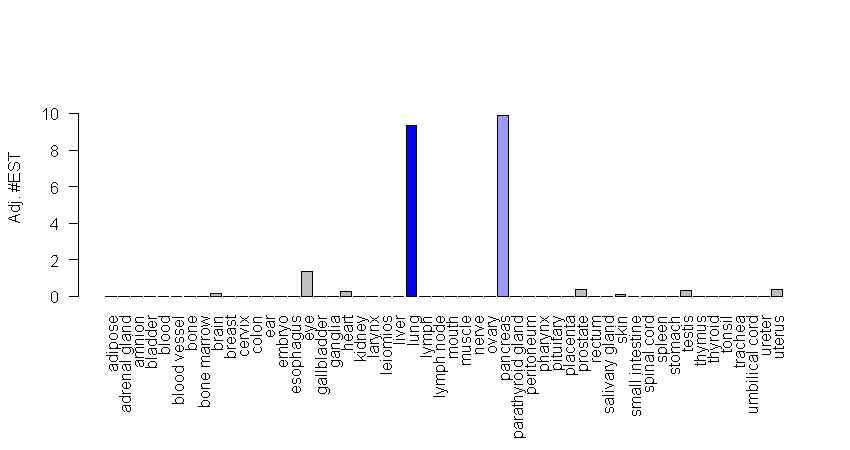 Adj. #EST
10
8
6
4
2
0
adipose
adrenal gland
amnion
bladder
blood
blood vessel
bone
bone marrow
brain
breast
cervix
colon
ear
embryo
esophagus
eye
gallbladder
ganglia
heart
kidney
larynx
leiomios
liver
lung
lymph
lymph node
mouth
muscle
nerve
ovary
pancreas
parathyroid gland
peritoneum
pharynx
pituitary
placenta
prostate
rectum
salivary gland
skin
small intestine
spinal cord
spleen
stomach
testis
thymus
thyroid
tonsil
trachea
umbilical cord
ureter
uterus